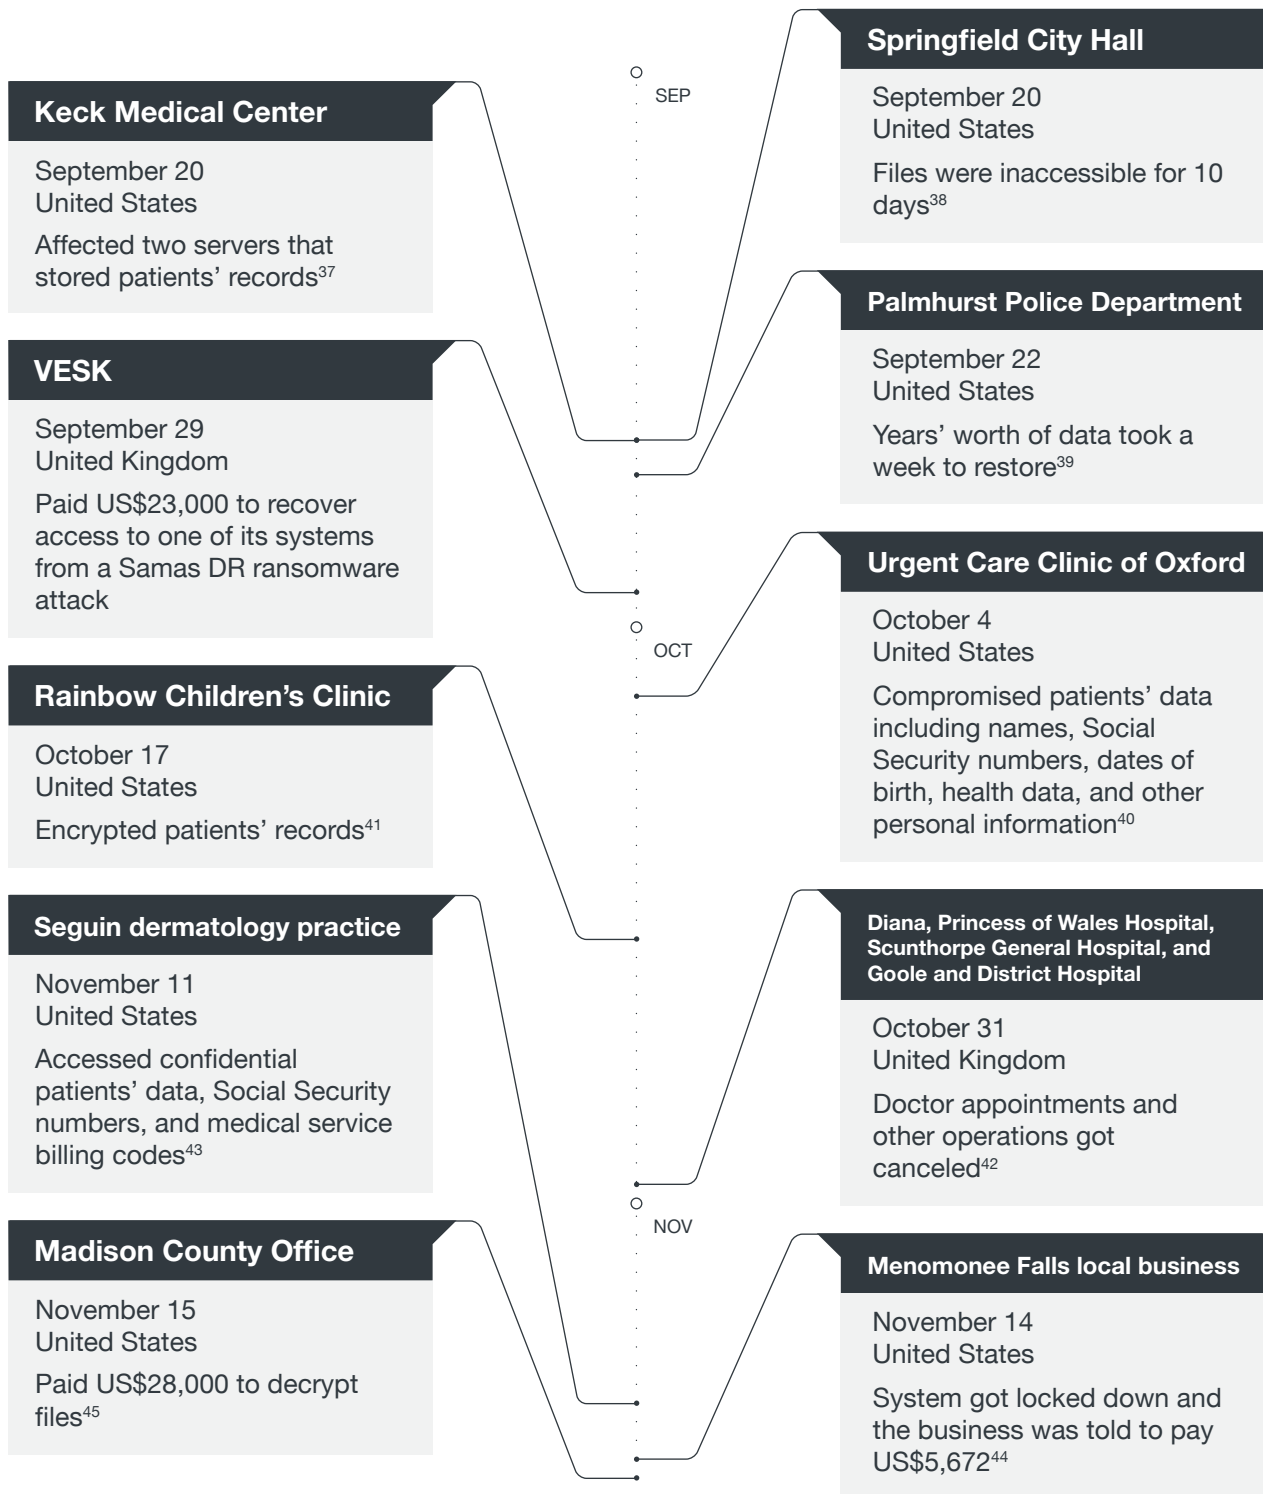 Springfield City Hall
September 20
United States
Files were inaccessible for 10
days38
SEP
Keck Medical Center
September 20
United States
Affected two servers that
stored patients’ records37
Palmhurst Police Department
September 22
United States
Years’ worth of data took a
week to restore39
VESK
September 29
United Kingdom
Paid US$23,000 to recover
access to one of its systems
from a Samas DR ransomware
attack
Urgent Care Clinic of Oxford
October 4
United States
Compromised patients’ data
including names, Social
Security numbers, dates of
birth, health data, and other
personal information40
OCT
Rainbow Children’s Clinic
October 17
United States
Encrypted patients’ records41
Diana, Princess of Wales Hospital,
Scunthorpe General Hospital, and
Goole and District Hospital
October 31
United Kingdom
Doctor appointments and
other operations got
canceled42
Seguin dermatology practice
November 11
United States
Accessed confidential
patients’ data, Social Security
numbers, and medical service
billing codes43
NOV
Madison County Office
November 15
United States
Paid US$28,000 to decrypt
files45
Menomonee Falls local business
November 14
United States
System got locked down and
the business was told to pay
US$5,67244